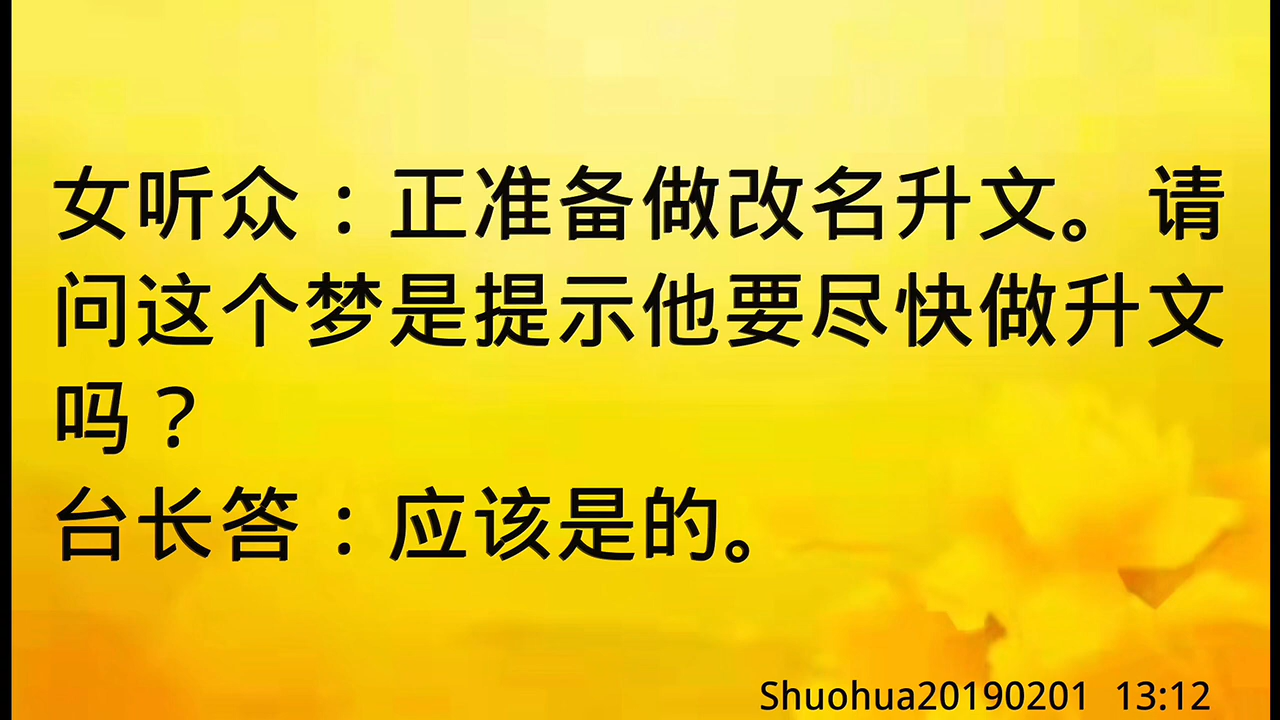 女听众：正准备做改名升文。请
问这个梦是提示他要尽快做升文
吗？
台长答：应该是的。
Shuohua20190201 13:12